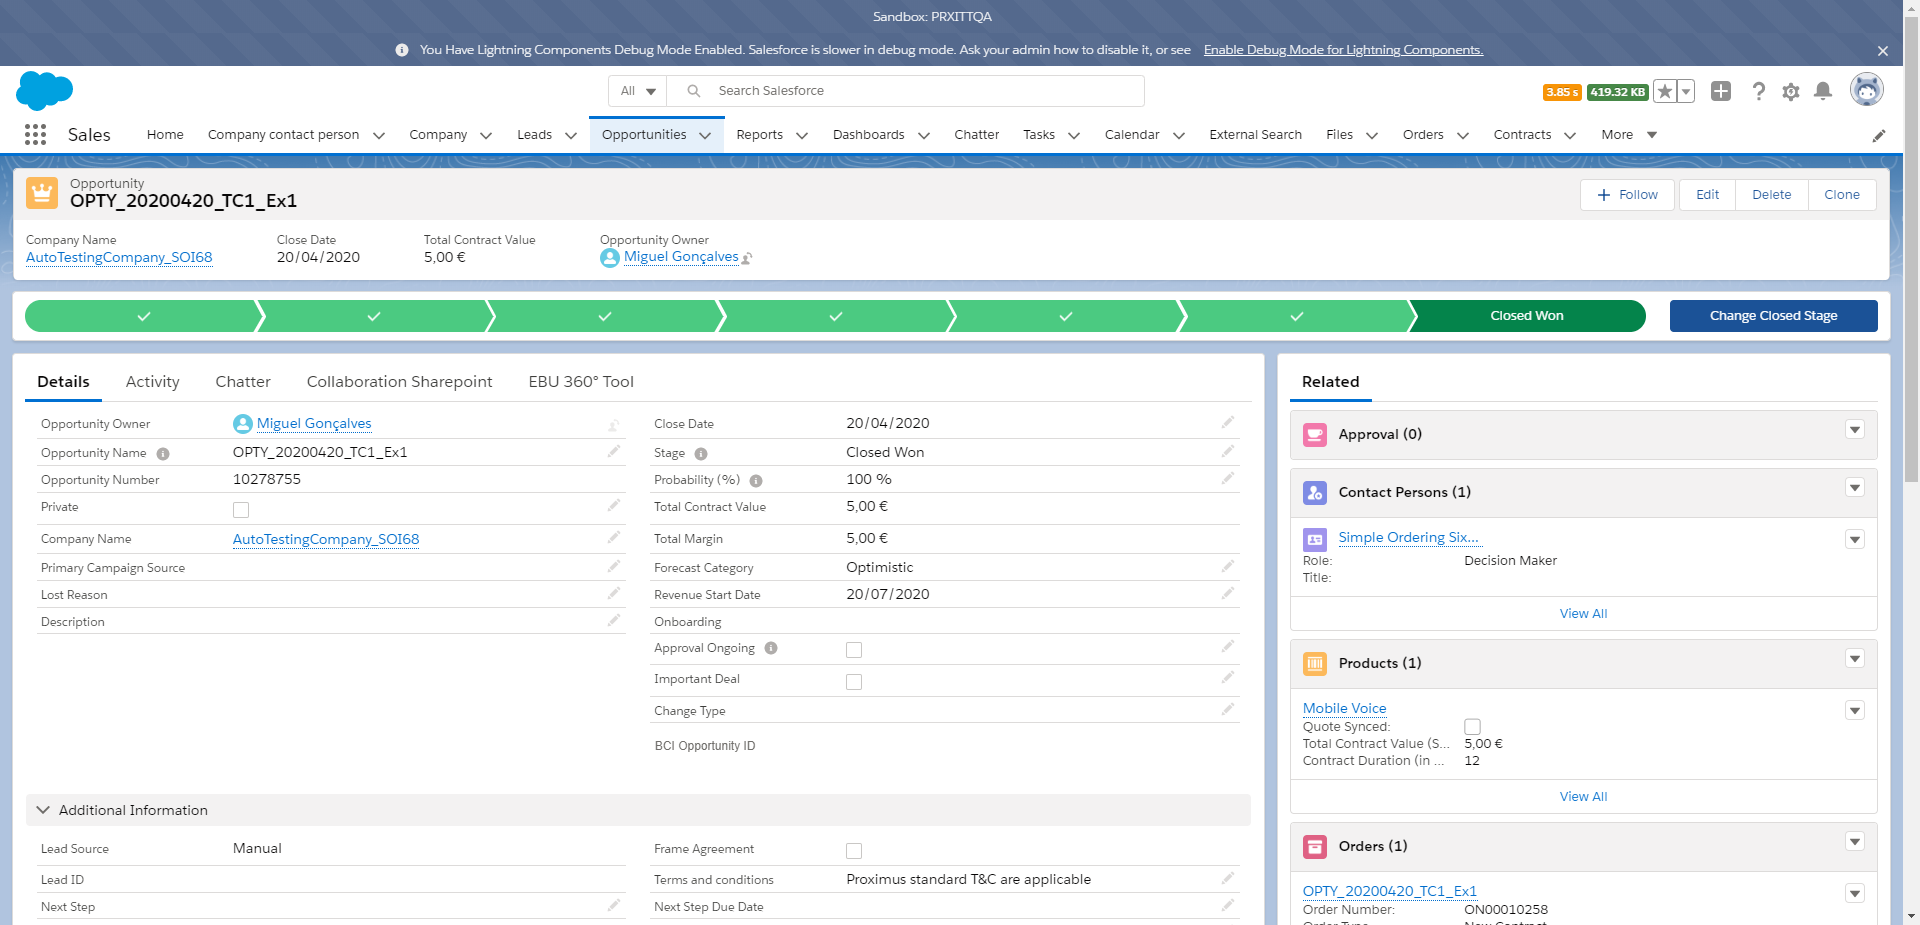 Sandbox: PRXITTQA
You Have Lightning Components Debug Mode Enabled. Salesforce is slower in debug mode. Ask your admin how to disable it, or see Enable Debug Mode for Lightning Components.
All Search Salesforce
3.85 s 419.32 KB
Sales Home Company contact person Company Leads Opportunities Reports Dashboards Chatter Tasks Calendar External Search Files Orders Contracts More
Opportunity
OPTY_20200420_TC1_Ex1
Follow Edit Delete Clone
Company Name Close Date Total Contract Value Opportunity Owner
AutoTestingCompany_SOI68 20/04/2020 5,00 € Miguel Gonçalves
Closed Won Change Closed Stage
Details Activity Chatter Collaboration Sharepoint EBU 360° Tool
Opportunity Owner Miguel Gonçalves
Opportunity Name OPTY_20200420_TC1_Ex1
Opportunity Number 10278755
Private
Company Name AutoTestingCompany_SOI68
Primary Campaign Source
Lost Reason
Description
Close Date 20/04/2020
Stage Closed Won
Probability (%) 100 %
Total Contract Value 5,00 €
Total Margin 5,00 €
Forecast Category Optimistic
Revenue Start Date 20/07/2020
Onboarding
Approval Ongoing
Important Deal
Change Type
BCI Opportunity ID
Additional Information
Lead Source Manual
Lead ID
Next Step
Frame Agreement
Terms and conditions Proximus standard T&C are applicable
Next Step Due Date
Related
Approval (0)
Contact Persons (1)
Simple Ordering Six...
Role: Decision Maker
Title:
View All
Products (1)
Mobile Voice
Quote Synced:
Total Contract Value (S... 5,00 €
Contract Duration (in ... 12
View All
Orders (1)
OPTY_20200420_TC1_Ex1
Order Number: ON00010258
Order Type: New Contract